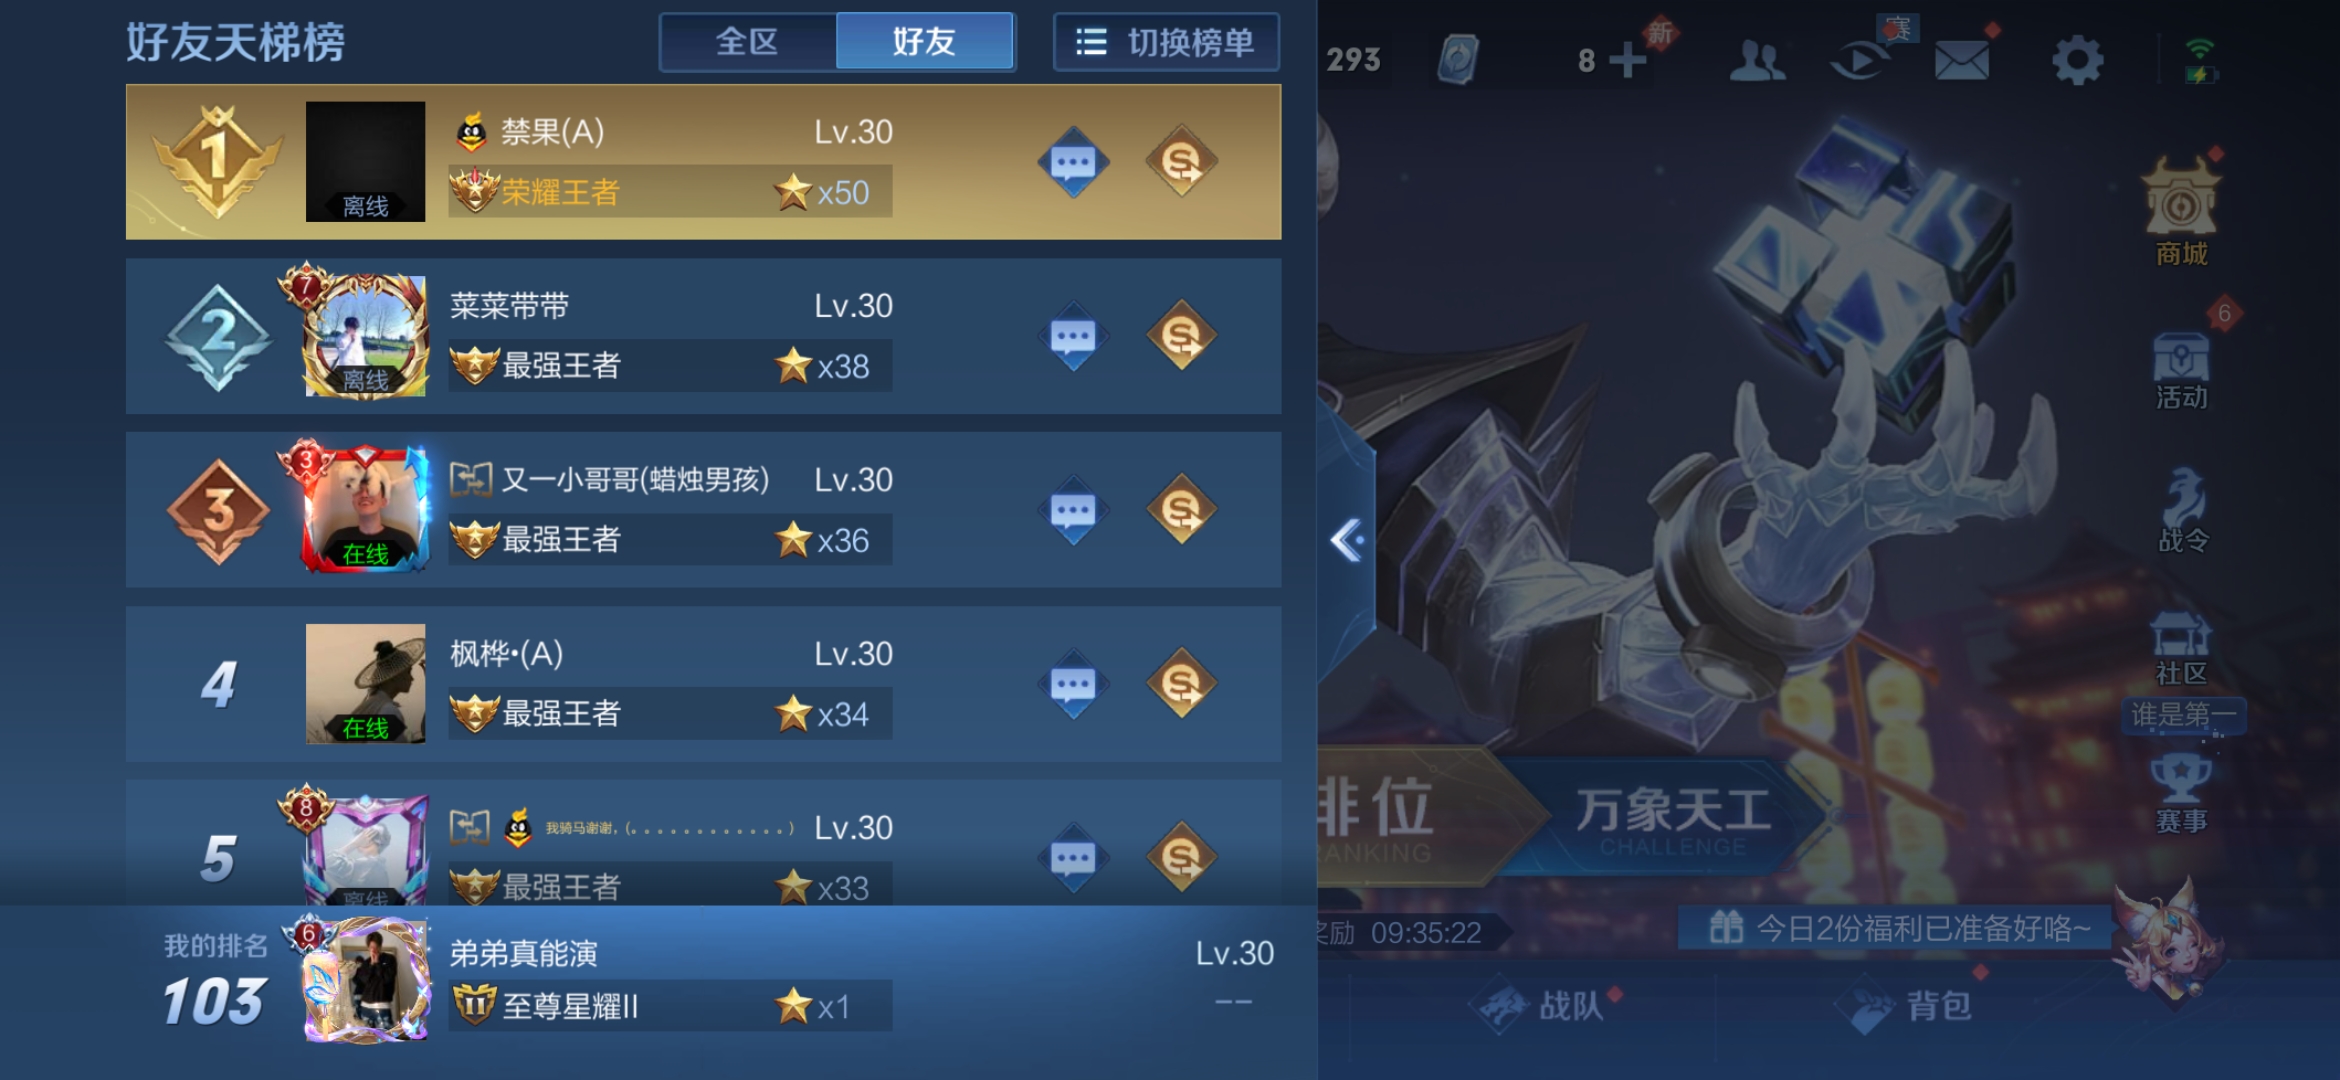 好友天梯榜
全区
好友
切换榜单
1
离线
禁果(A)
Lv.30
荣耀王者
x50
2
7
离线
菜菜带带
Lv.30
最强王者
x38
3
3
在线
又一小哥哥(蜡烛男孩)
Lv.30
最强王者
x36
4
在线
枫桦•(A)
Lv.30
最强王者
x34
5
8
离线
我骑马谢谢,(. . . . . . . . . . . . .)
Lv.30
最强王者
x33
我的排名
103
6
弟弟真能演
Lv.30
II
至尊星耀II
x1
--
293
8
新
赛
商城
6
活动
战令
社区
谁是第一
赛事
排位
RANKING
万象天工
CHALLENGE
奖励 09:35:22
今日2份福利已准备好咯~
战队
背包